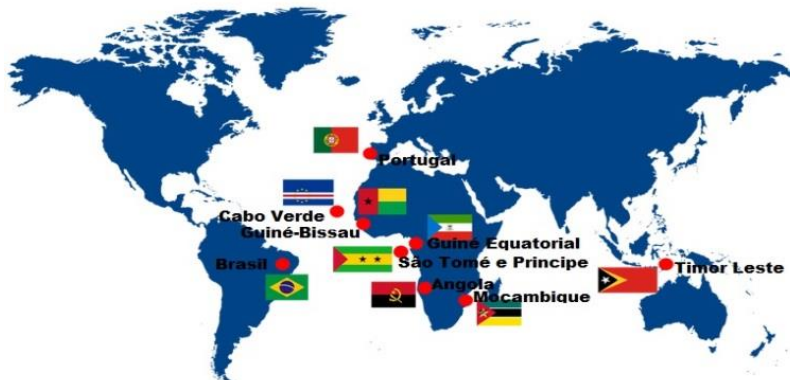 Portugal
Cabo Verde
Guiné-Bissau
Guiné Equatorial
São Tomé e Principe
Brasil
Timor Leste
Angola
Moçambique